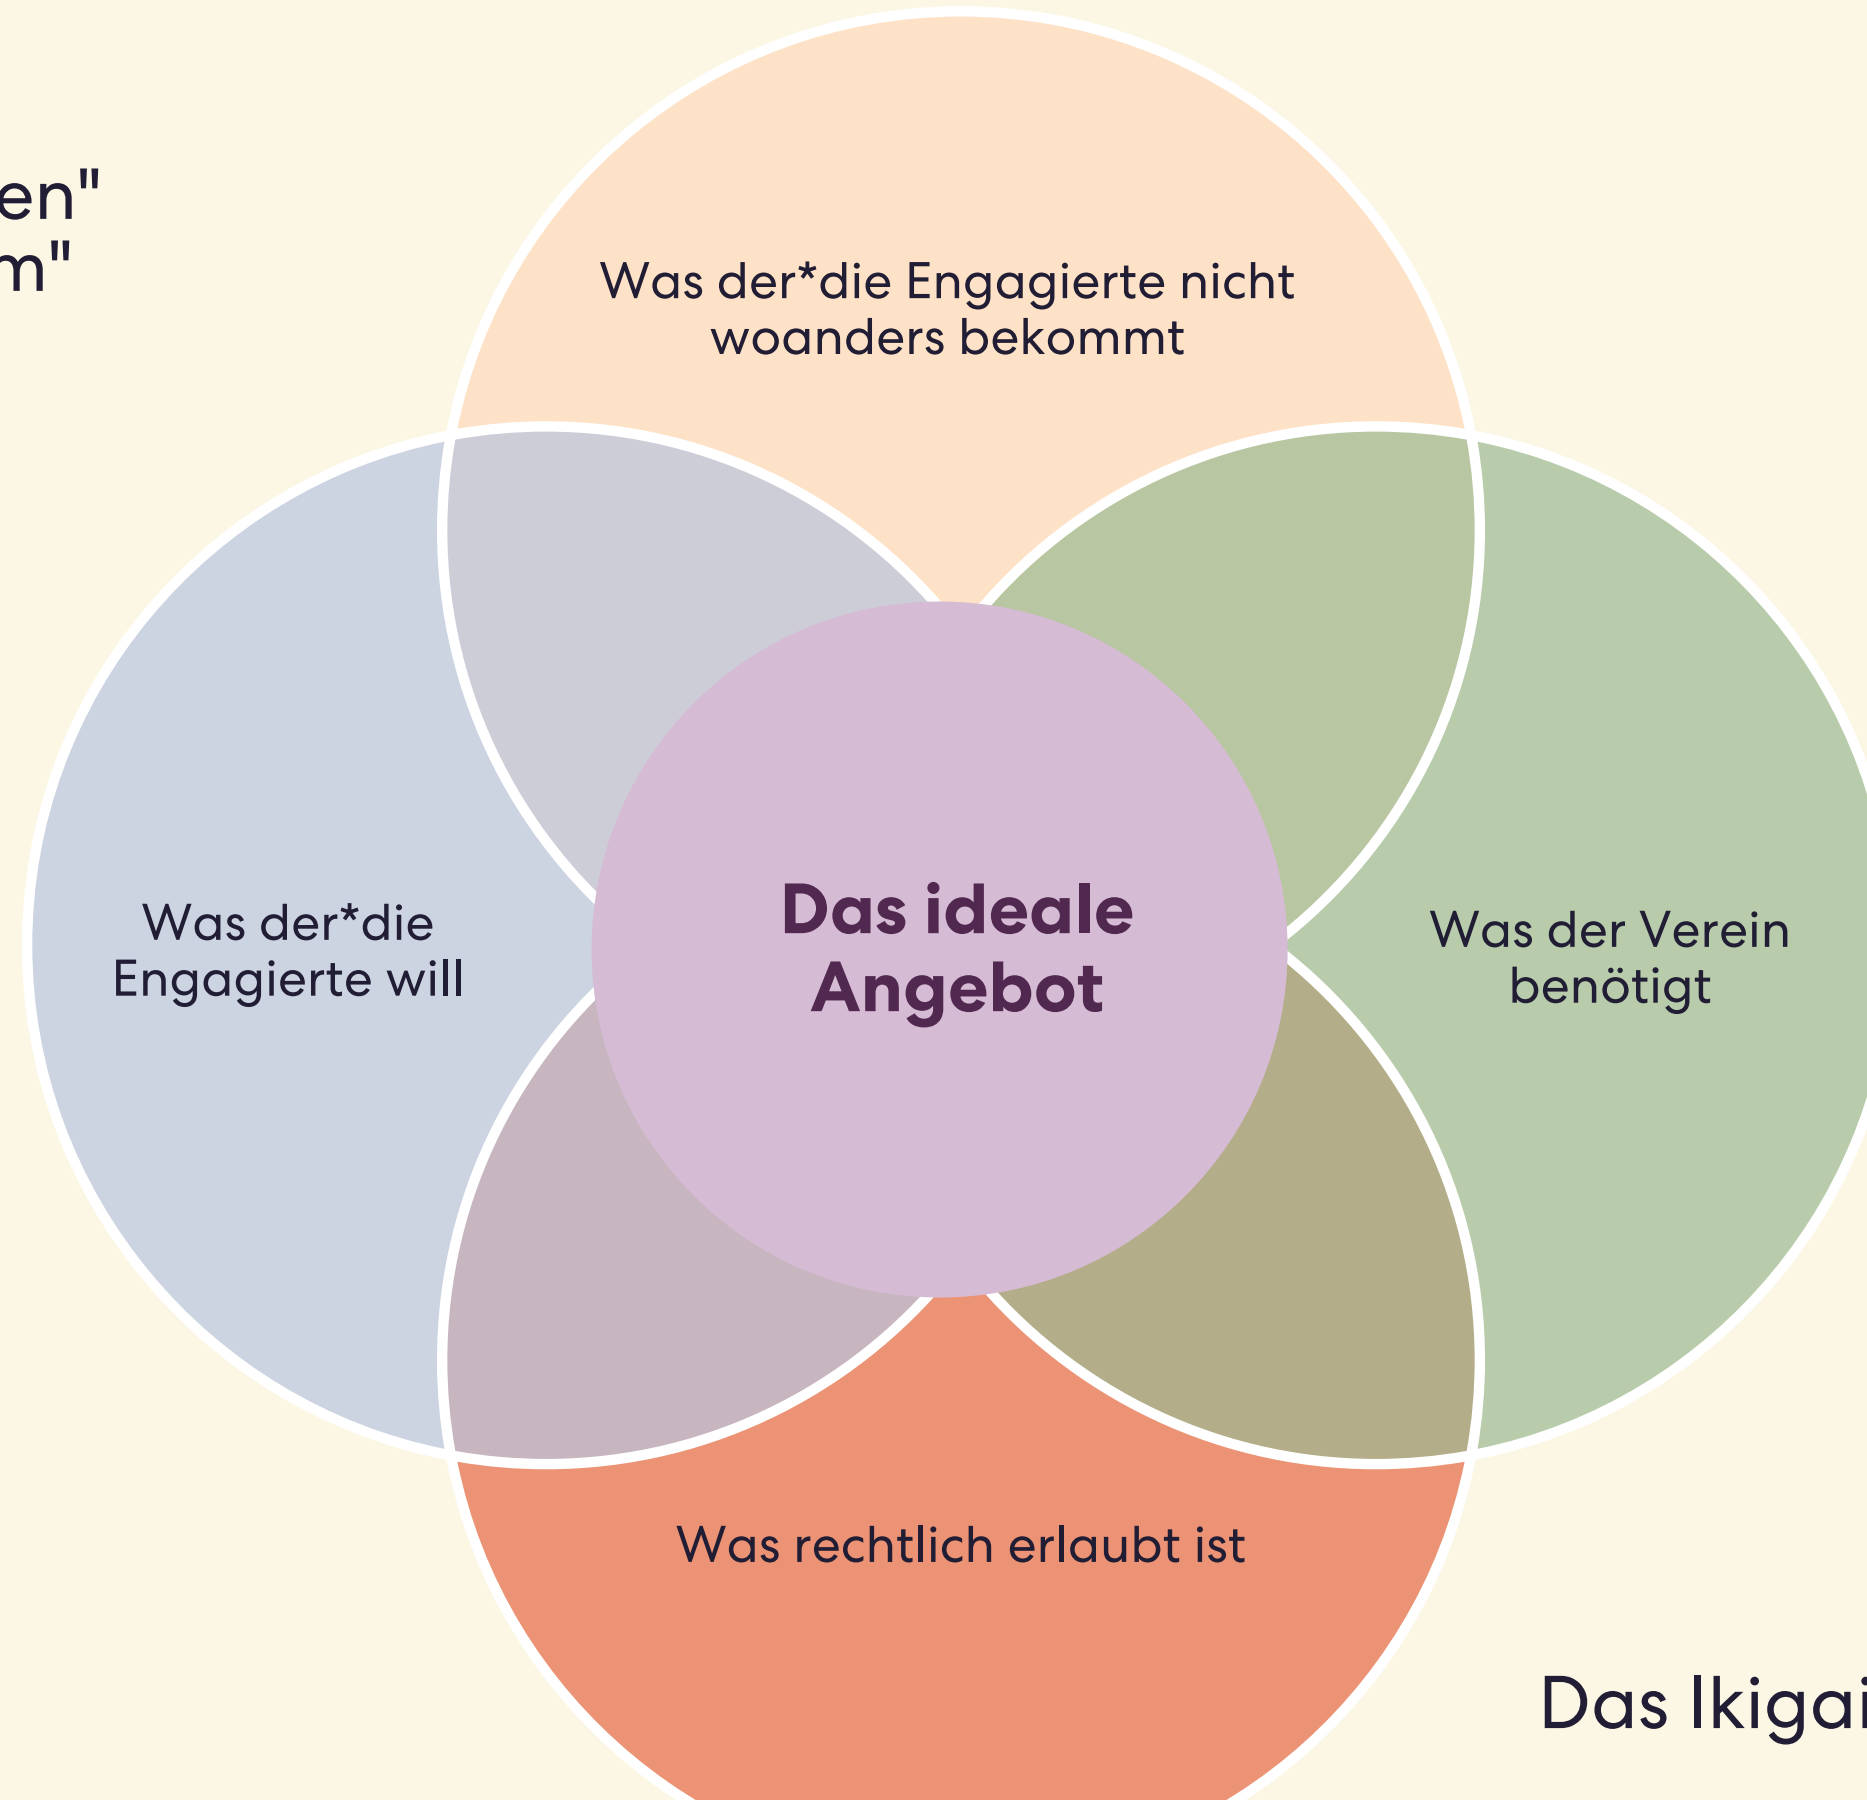 en"
m"
Was der*die Engagierte nicht
woanders bekommt
Was der*die
Engagierte will
Das ideale
Angebot
Was der Verein
benötigt
Was rechtlich erlaubt ist
Das Ikigai